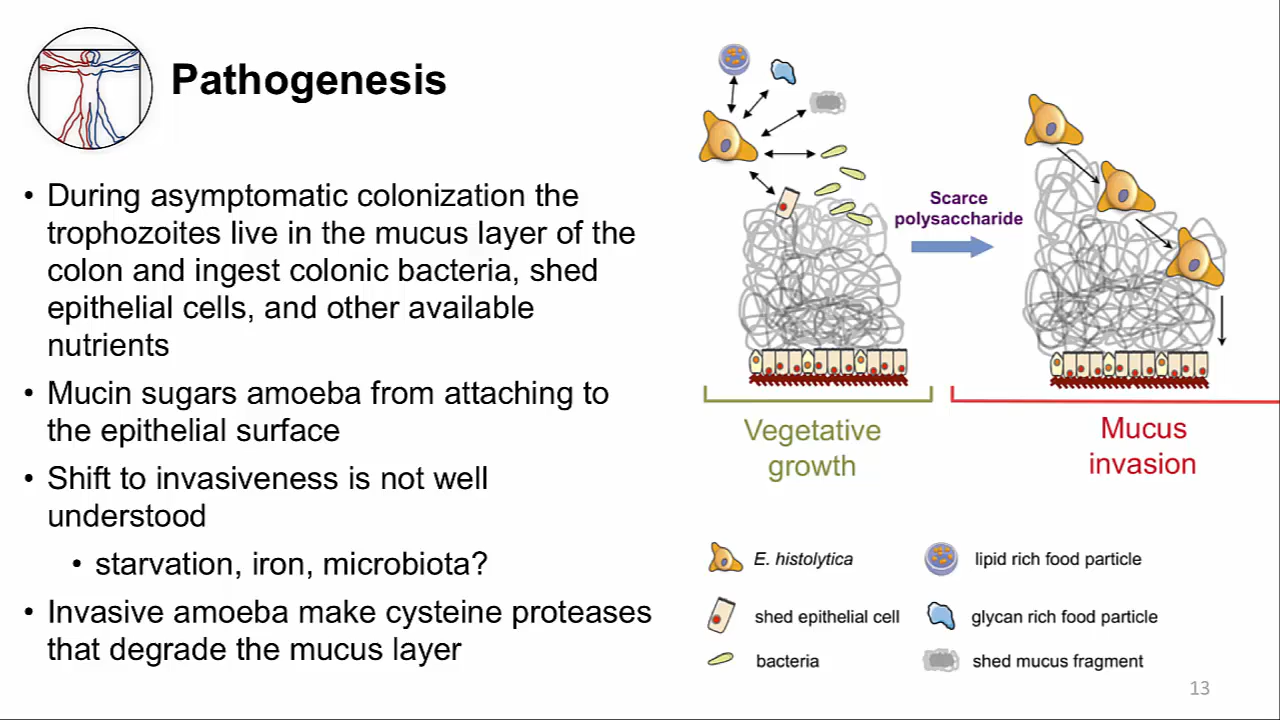 Pathogenesis
• During asymptomatic colonization the
trophozoites live in the mucus layer of the
colon and ingest colonic bacteria, shed
epithelial cells, and other available
nutrients
• Mucin sugars amoeba from attaching to
the epithelial surface
• Shift to invasiveness is not well
understood
• starvation, iron, microbiota?
• Invasive amoeba make cysteine proteases
that degrade the mucus layer
Scarce
polysaccharide
Vegetative
growth
Mucus
invasion
E. histolytica
lipid rich food particle
shed epithelial cell
glycan rich food particle
bacteria
shed mucus fragment
13